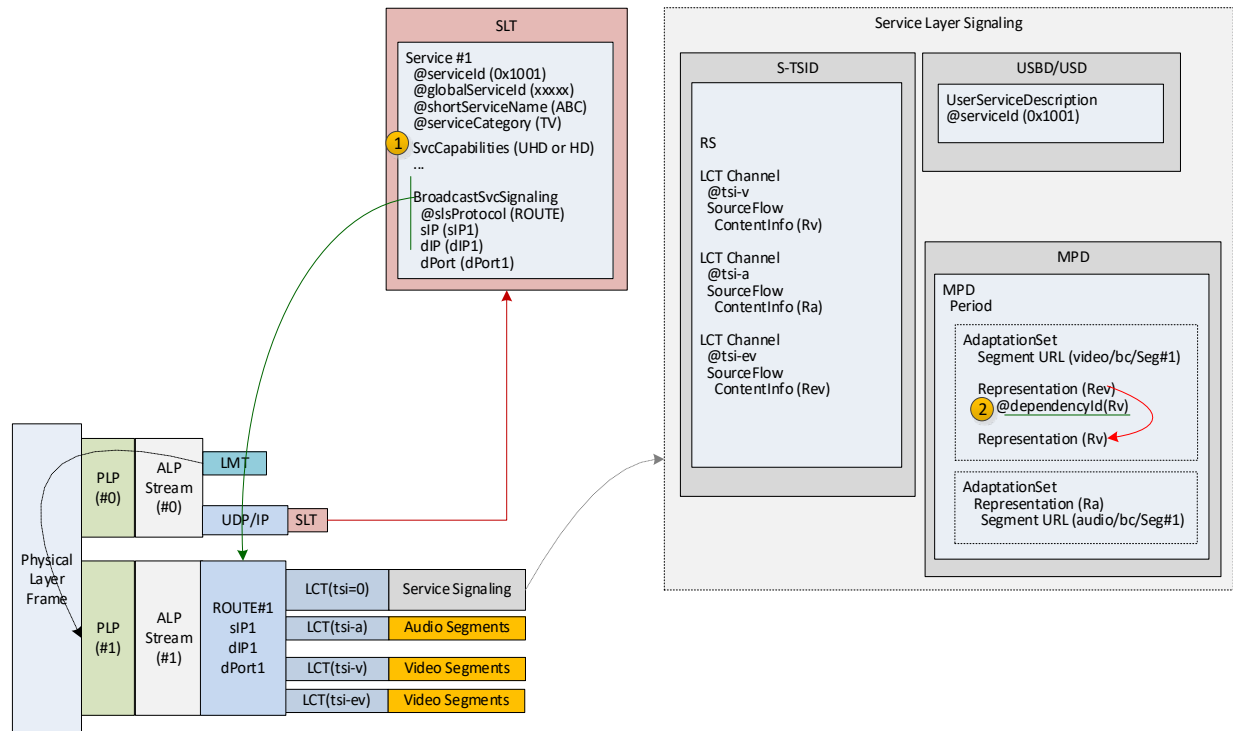 SLT
Service #1
@serviceId (0x1001)
@globalServiceId (xxxxx)
@shortServiceName (ABC)
@serviceCategory (TV)
1
SvcCapabilities (UHD or HD)
...
BroadcastSvcSignaling
@slsProtocol (ROUTE)
sIP (sIP1)
dIP (dIP1)
dPort (dPort1)
Service Layer Signaling
S-TSID
RS
LCT Channel
@tsi-v
SourceFlow
ContentInfo (Rv)
LCT Channel
@tsi-a
SourceFlow
ContentInfo (Ra)
LCT Channel
@tsi-ev
SourceFlow
ContentInfo (Rev)
USBD/USD
UserServiceDescription
@serviceId (0x1001)
MPD
MPD
Period
AdaptationSet
Segment URL (video/bc/Seg#1)
Representation (Rev)
2
@dependencyId(Rv)
Representation (Rv)
AdaptationSet
Representation (Ra)
Segment URL (audio/bc/Seg#1)
Physical
Layer
Frame
PLP
(#0)
ALP
Stream
(#0)
LMT
UDP/IP
SLT
PLP
(#1)
ALP
Stream
(#1)
ROUTE#1
sIP1
dIP1
dPort1
LCT(tsi=0)
Service Signaling
LCT(tsi-a)
Audio Segments
LCT(tsi-v)
Video Segments
LCT(tsi-ev)
Video Segments